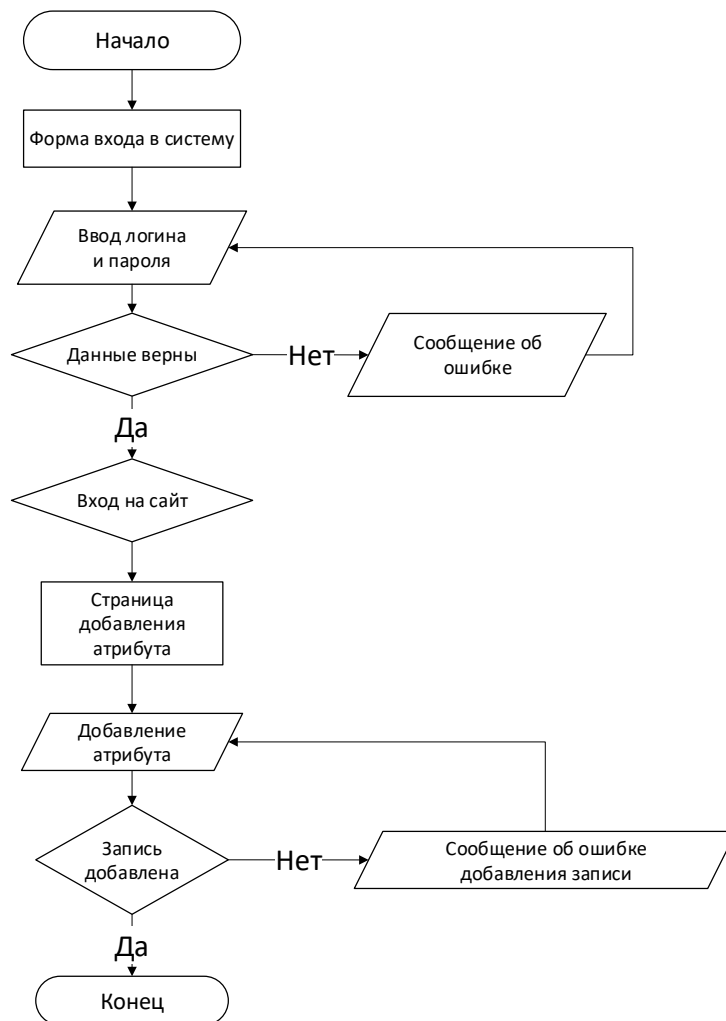 Начало
Форма входа в систему
Ввод логина
и пароля
Данные верны
Нет
Сообщение об
ошибке
Да
Вход на сайт
Страница
добавления
атрибута
Добавление
атрибута
Запись
добавлена
Нет
Сообщение об ошибке
добавления записи
Да
Конец